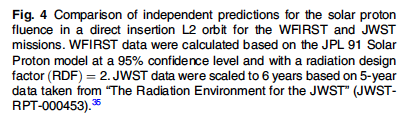 Fig. 4 Comparison of independent predictions for the solar proton
fluence in a direct insertion L2 orbit for the WFIRST and JWST
missions. WFIRST data were calculated based on the JPL 91 Solar
Proton model at a 95% confidence level and with a radiation design
factor (RDF) = 2. JWST data were scaled to 6 years based on 5-year
data taken from “The Radiation Environment for the JWST” (JWST-
RPT-000453).³⁵